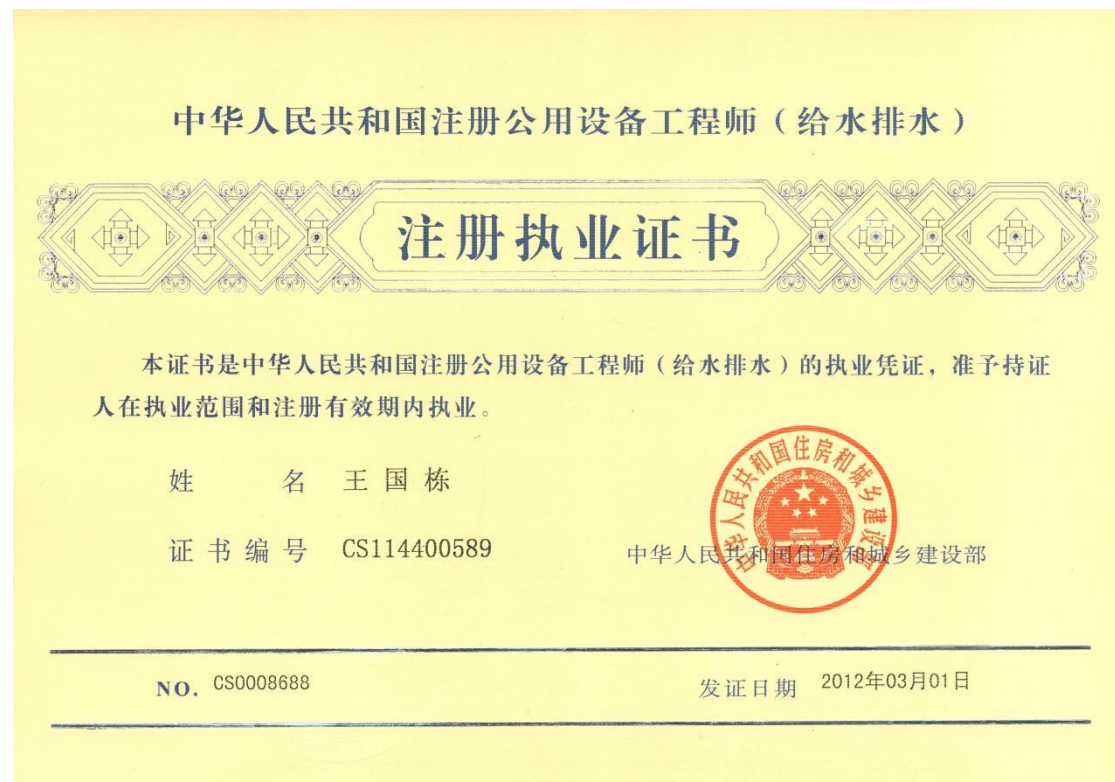 中华人民共和国注册公用设备工程师（给水排水）
注册执业证书
本证书是中华人民共和国注册公用设备工程师（给水排水）的执业凭证，准予持证
人在执业范围和注册有效期内执业。
姓 名 王国栋
证书编号 CS114400589
中华人民共和国住房和城乡建设部
中华人民共和国住房和城乡建设部
NO. CS0008688
发证日期 2012年03月01日